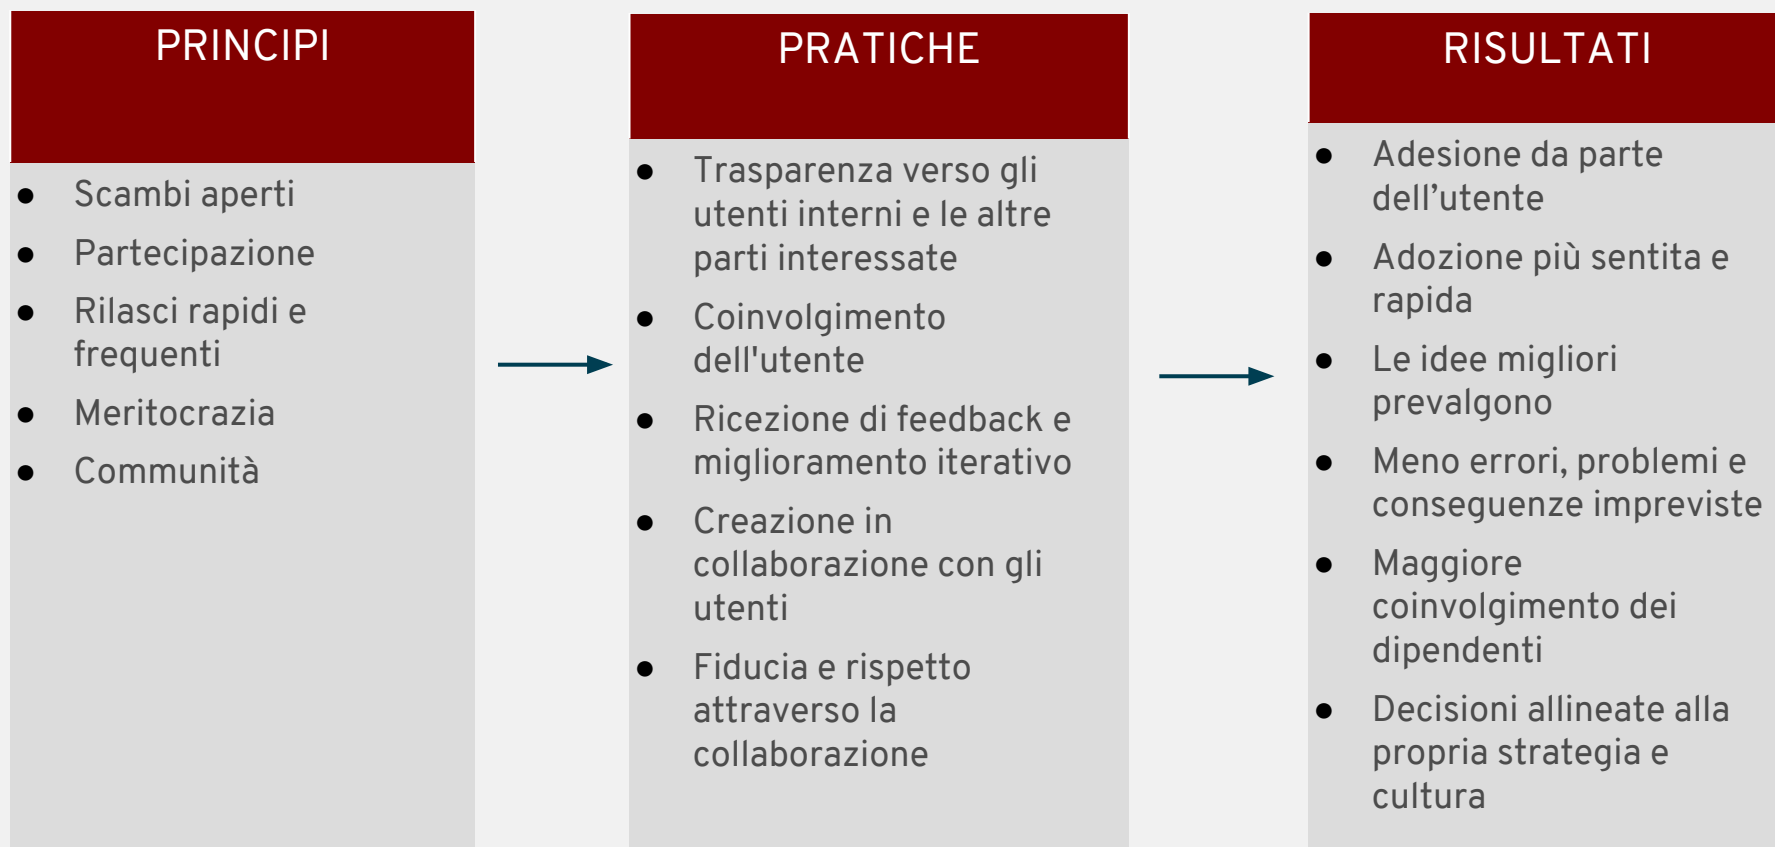 PRINCIPI
● Scambi aperti
● Partecipazione
● Rilasci rapidi e
frequenti
● Meritocrazia
● Communità
PRATICHE
● Trasparenza verso gli
utenti interni e le altre
parti interessate
● Coinvolgimento
dell'utente
● Ricezione di feedback e
miglioramento iterativo
● Creazione in
collaborazione con gli
utenti
● Fiducia e rispetto
attraverso la
collaborazione
RISULTATI
● Adesione da parte
dell’utente
● Adozione più sentita e
rapida
● Le idee migliori
prevalgono
● Meno errori, problemi e
conseguenze impreviste
● Maggiore
coinvolgimento dei
dipendenti
● Decisioni allineate alla
propria strategia e
cultura